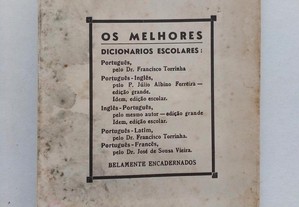 OS MELHORES
DICIONARIOS ESCOLARES:
Português,
pelo Dr. Francisco Torrinha
Português-Inglês,
pelo P. Júlio Albino Ferreira —
edição grande.
Idem, edição escolar.
Inglês-Português,
pelo mesmo autor — edição grande
Idem, edição escolar.
Português-Latim,
pelo Dr. Francisco Torrinha.
Português-Francês,
pelo Dr. José da Sousa Vieira.
BELAMENTE ENCADERNADOS